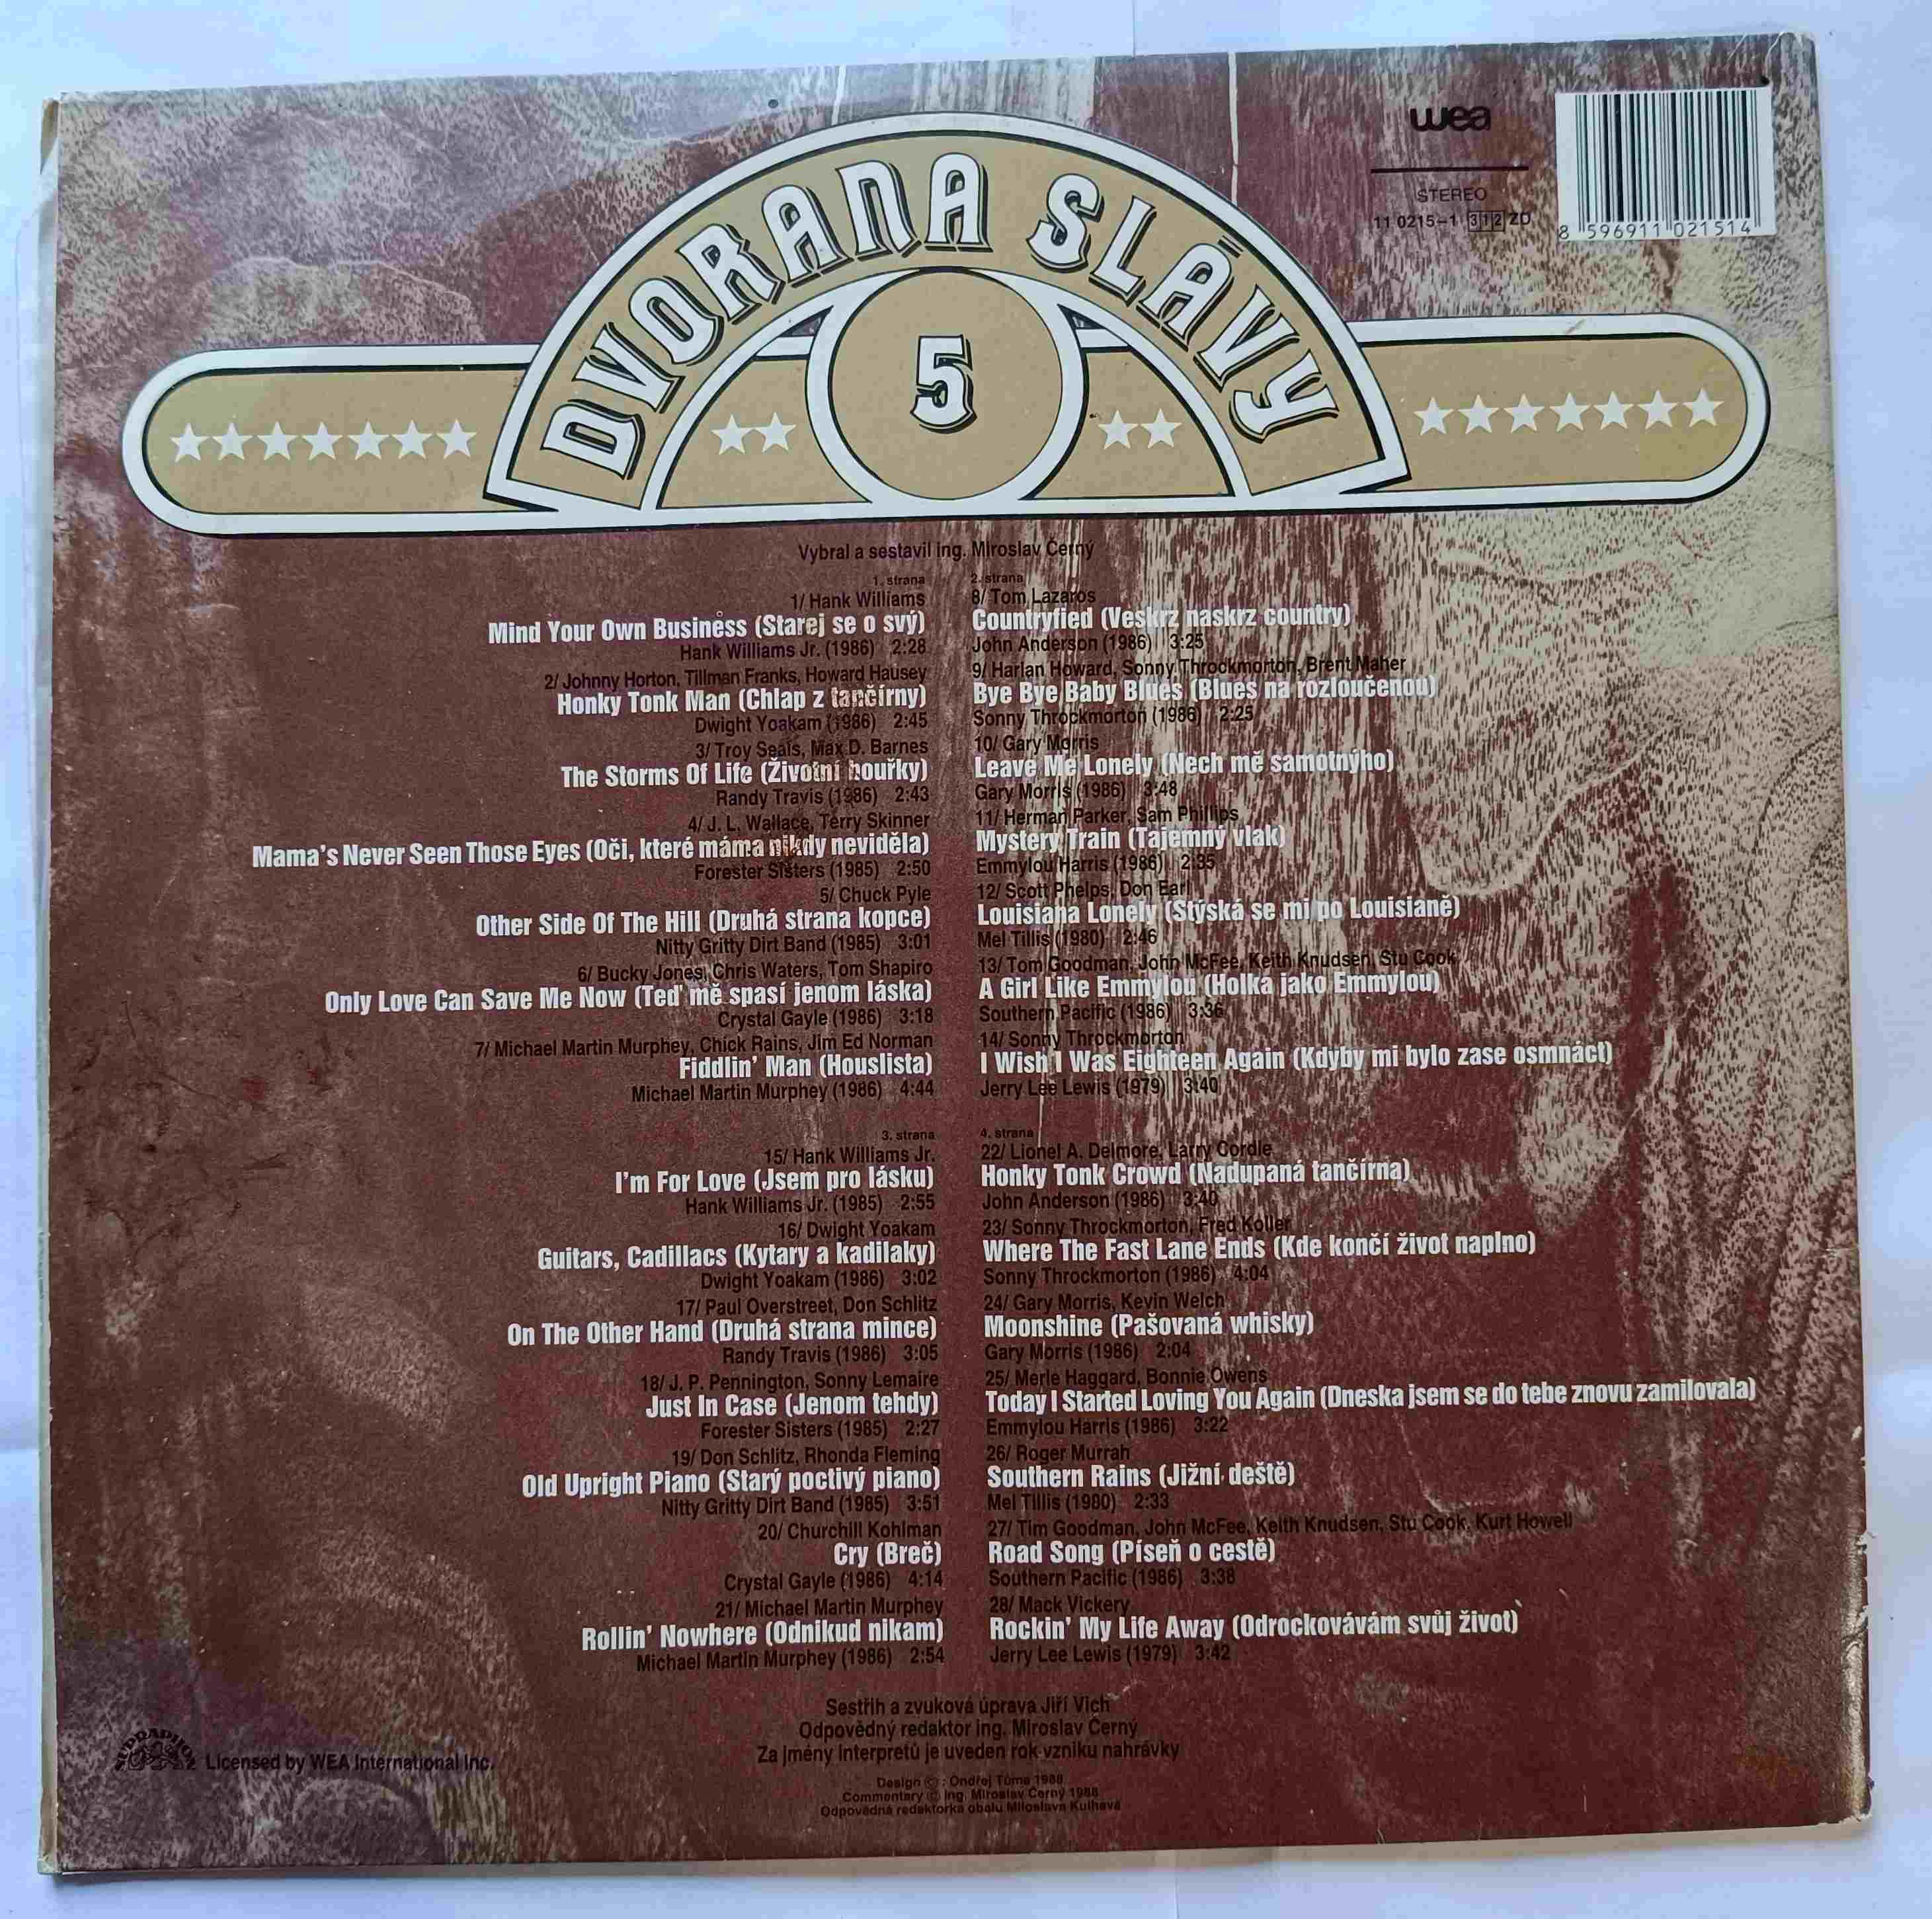 wea
STEREO
11 0215-1 312 ZD
8 596911 021514
DVORANA SLÁVY
5
Vybral a sestavil ing. Miroslav Černý
1. strana
1/ Hank Williams
Mind Your Own Business (Starej se o svý)
Hank Williams Jr. (1986) 2:28
2/ Johnny Horton, Tillman Franks, Howard Hausey
Honky Tonk Man (Chlap z tančírny)
Dwight Yoakam (1986) 2:45
3/ Troy Seals, Max D. Barnes
The Storms Of Life (Životní bouřky)
Randy Travis (1986) 2:43
4/ J. L. Wallace, Terry Skinner
Mama's Never Seen Those Eyes (Oči, které máma nikdy neviděla)
Forester Sisters (1985) 2:50
5/ Chuck Pyle
Other Side Of The Hill (Druhá strana kopce)
Nitty Gritty Dirt Band (1985) 3:01
6/ Bucky Jones, Chris Waters, Tom Shapiro
Only Love Can Save Me Now (Teď mě spasí jenom láska)
Crystal Gayle (1986) 3:18
7/ Michael Martin Murphey, Chick Rains, Jim Ed Norman
Fiddlin' Man (Houslista)
Michael Martin Murphey (1986) 4:44
2. strana
8/ Tom Lazaros
Countryfied (Veskrz naskrz country)
John Anderson (1986) 3:25
9/ Harlan Howard, Sonny Throckmorton, Brent Maher
Bye Bye Baby Blues (Blues na rozloučenou)
Sonny Throckmorton (1986) 2:25
10/ Gary Morris
Leave Me Lonely (Nech mě samotnýho)
Gary Morris (1986) 3:48
11/ Herman Parker, Sam Phillips
Mystery Train (Tajemný vlak)
Emmylou Harris (1986) 2:35
12/ Scott Phelps, Don Earl
Louisiana Lonely (Stýská se mi po Louisianě)
Mel Tillis (1980) 2:46
13/ Tom Goodman, John McFee, Keith Knudsen, Stu Cook
A Girl Like Emmylou (Holka jako Emmylou)
Southern Pacific (1986) 3:36
14/ Sonny Throckmorton
I Wish I Was Eighteen Again (Kdyby mi bylo zase osmnáct)
Jerry Lee Lewis (1979) 3:40
3. strana
15/ Hank Williams Jr.
I'm For Love (Jsem pro lásku)
Hank Williams Jr. (1985) 2:55
16/ Dwight Yoakam
Guitars, Cadillacs (Kytary a kadilaky)
Dwight Yoakam (1986) 3:02
17/ Paul Overstreet, Don Schlitz
On The Other Hand (Druhá strana mince)
Randy Travis (1986) 3:05
18/ J. P. Pennington, Sonny Lemaire
Just In Case (Jenom tehdy)
Forester Sisters (1985) 2:27
19/ Don Schlitz, Rhonda Fleming
Old Upright Piano (Starý poctivý piano)
Nitty Gritty Dirt Band (1985) 3:51
20/ Churchill Kohlman
Cry (Breč)
Crystal Gayle (1986) 4:14
21/ Michael Martin Murphey
Rollin' Nowhere (Odnikud nikam)
Michael Martin Murphey (1986) 2:54
4. strana
22/ Lionel A. Delmore, Larry Cordle
Honky Tonk Crowd (Nadupaná tančírna)
John Anderson (1986) 3:40
23/ Sonny Throckmorton, Fred Koller
Where The Fast Lane Ends (Kde končí život naplno)
Sonny Throckmorton (1986) 4:04
24/ Gary Morris, Kevin Welch
Moonshine (Pašovaná whisky)
Gary Morris (1986) 2:04
25/ Merle Haggard, Bonnie Owens
Today I Started Loving You Again (Dneska jsem se do tebe znovu zamilovala)
Emmylou Harris (1986) 3:22
26/ Roger Murrah
Southern Rains (Jižní deště)
Mel Tillis (1980) 2:33
27/ Tim Goodman, John McFee, Keith Knudsen, Stu Cook, Kurt Howell
Road Song (Píseň o cestě)
Southern Pacific (1986) 3:38
28/ Mack Vickery
Rockin' My Life Away (Odrockovávám svůj život)
Jerry Lee Lewis (1979) 3:42
Sestřih a zvuková úprava Jiří Vich
Odpovědný redaktor ing. Miroslav Černý
Za jmény interpretů je uveden rok vzniku nahrávky
SUPRAPHON
Licensed by WEA International Inc.
Design © : Ondřej Tůma 1988
Commentary © ing. Miroslav Černý 1988
Odpovědná redaktorka obalu Miloslava Kulhavá